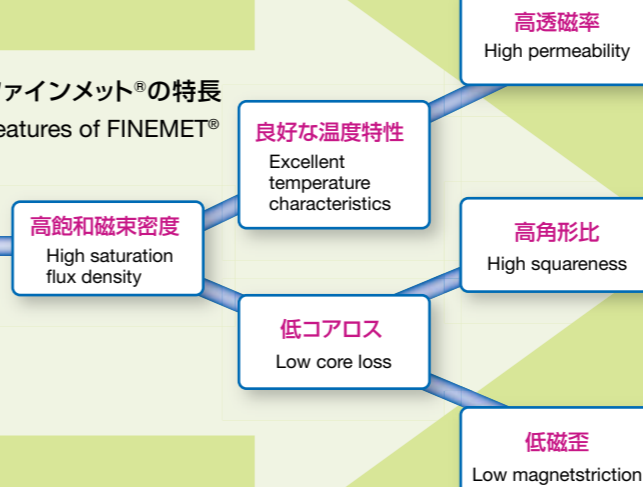 ァインメット®の特長
eatures of FINEMET®
高飽和磁束密度
High saturation
flux density
良好な温度特性
Excellent
temperature
characteristics
低コアロス
Low core loss
高透磁率
High permeability
高角形比
High squareness
低磁歪
Low magnetstriction